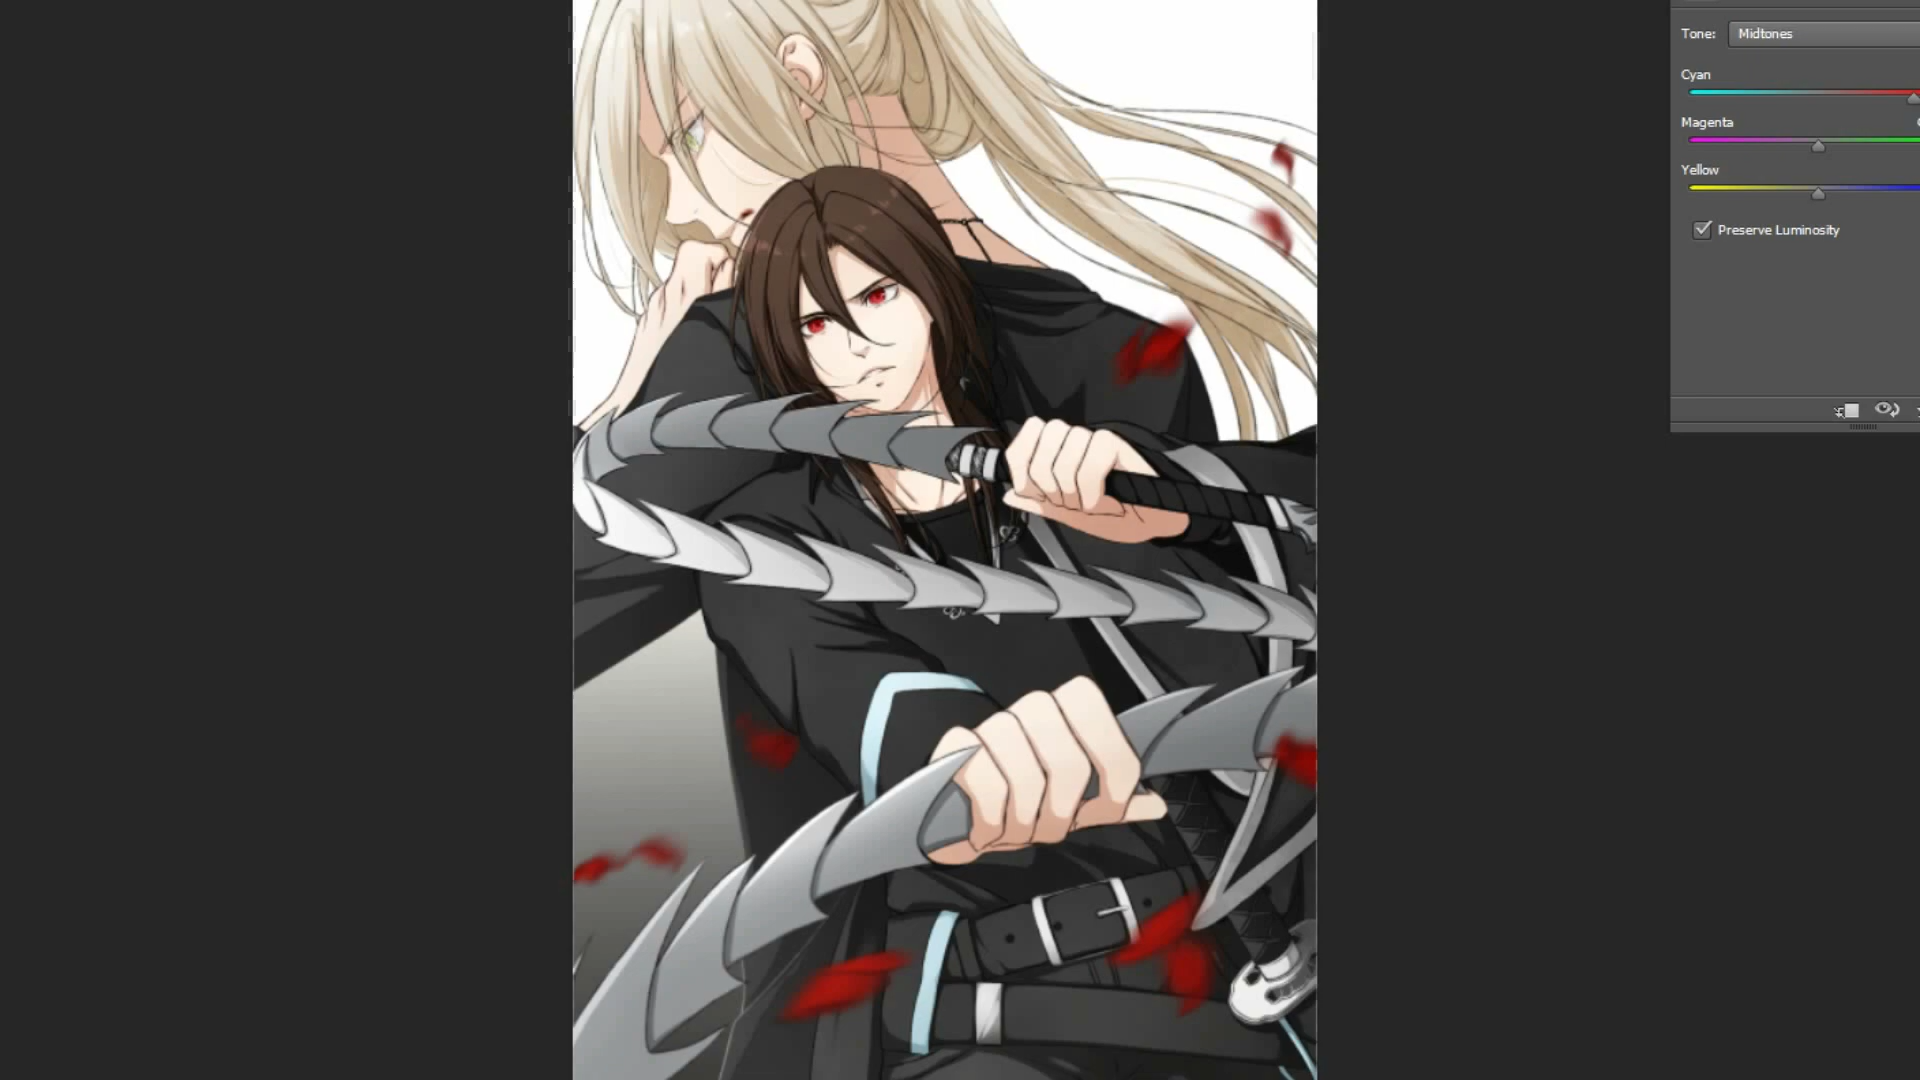 Tone: Midtones
Cyan
Magenta
Yellow
Preserve Luminosity